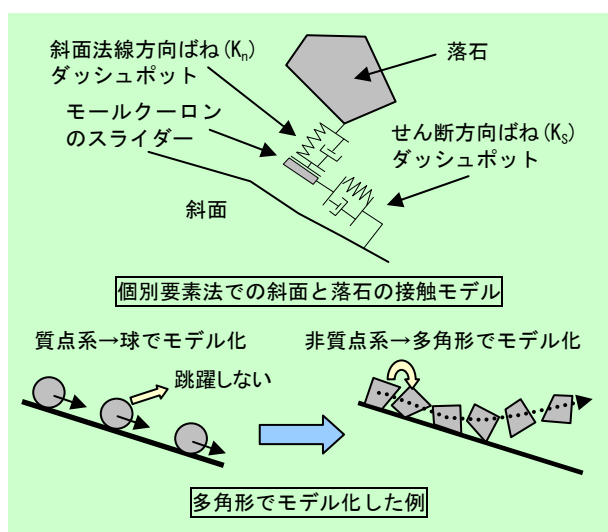 斜面法線方向ばね(Kn)
ダッシュポット
落石
モールクーロン
のスライダー
せん断方向ばね(KS)
ダッシュポット
斜面
個別要素法での斜面と落石の接触モデル
質点系→球でモデル化
非質点系→多角形でモデル化
跳躍しない
多角形でモデル化した例